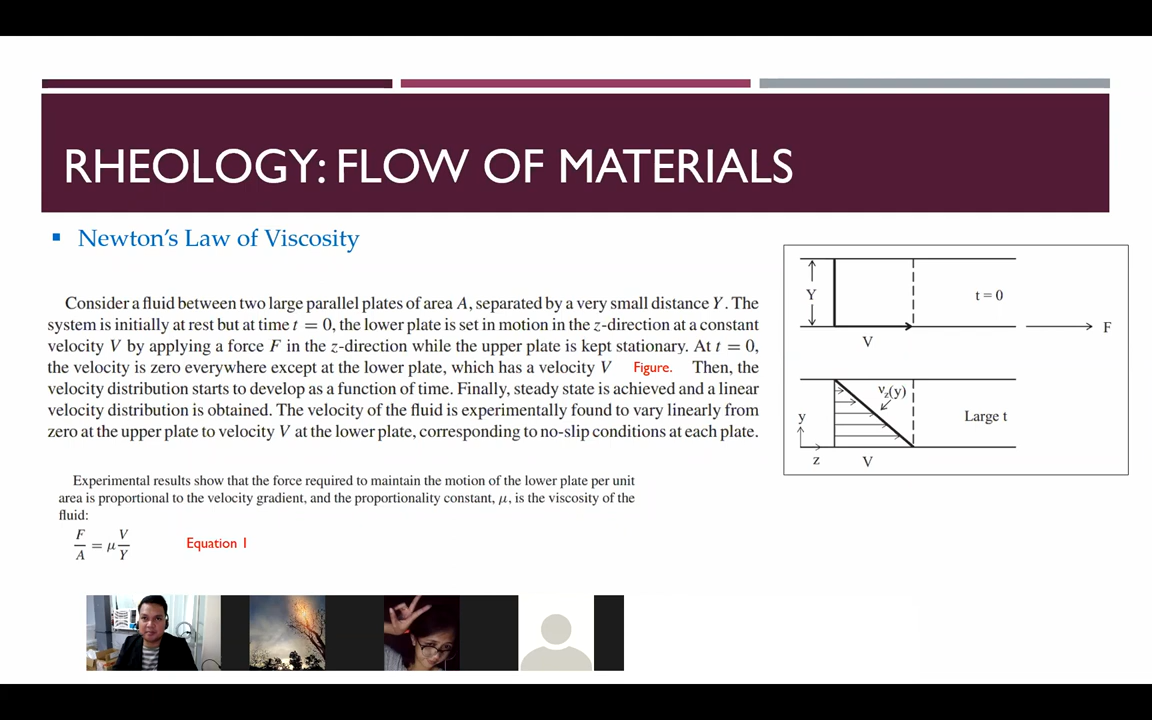 RHEOLOGY: FLOW OF MATERIALS
▪ Newton's Law of Viscosity
Consider a fluid between two large parallel plates of area A, separated by a very small distance Y. The
system is initially at rest but at time t = 0, the lower plate is set in motion in the z-direction at a constant
velocity V by applying a force F in the z-direction while the upper plate is kept stationary. At t = 0,
the velocity is zero everywhere except at the lower plate, which has a velocity V Figure. Then, the
velocity distribution starts to develop as a function of time. Finally, steady state is achieved and a linear
velocity distribution is obtained. The velocity of the fluid is experimentally found to vary linearly from
zero at the upper plate to velocity V at the lower plate, corresponding to no-slip conditions at each plate.
Experimental results show that the force required to maintain the motion of the lower plate per unit
area is proportional to the velocity gradient, and the proportionality constant, μ, is the viscosity of the
fluid:
F/A = μ V/Y Equation 1
Y
t = 0
F
V
v_z(y)
Large t
y
z
V